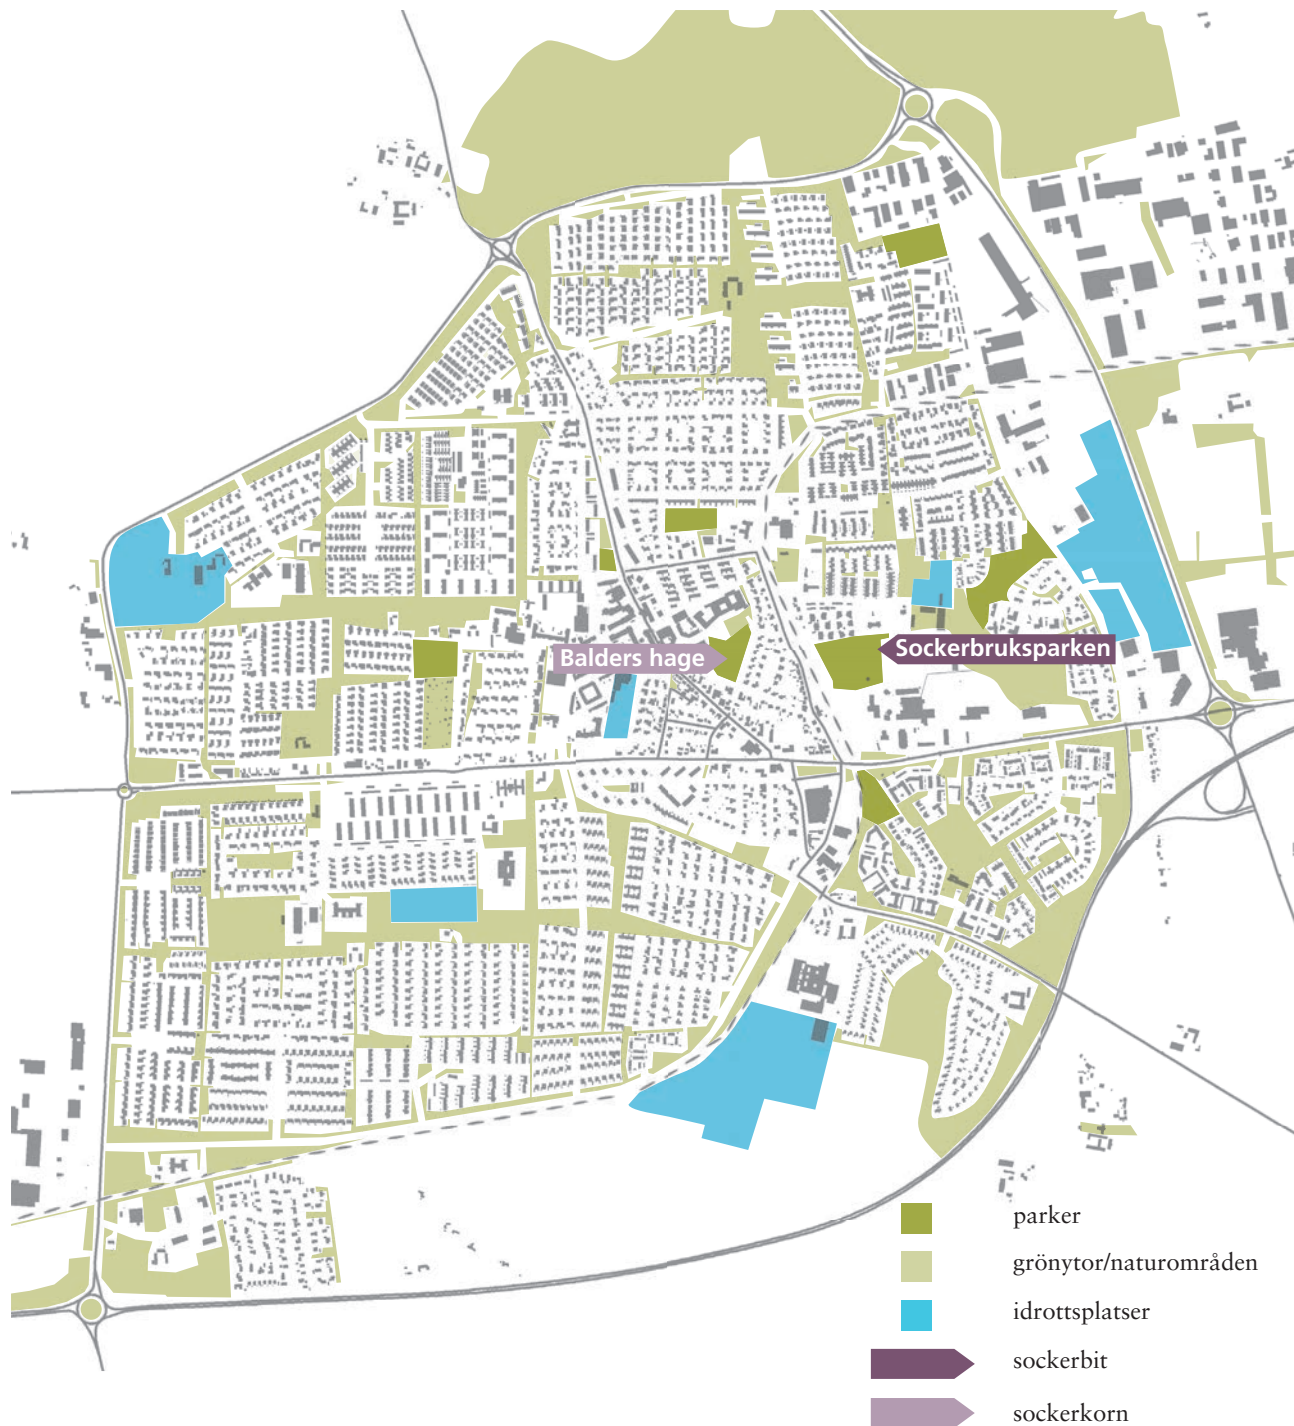 Balders hage
Sockerbruksparken
parker
grönytor/naturområden
idrottsplatser
sockerbit
sockerkorn